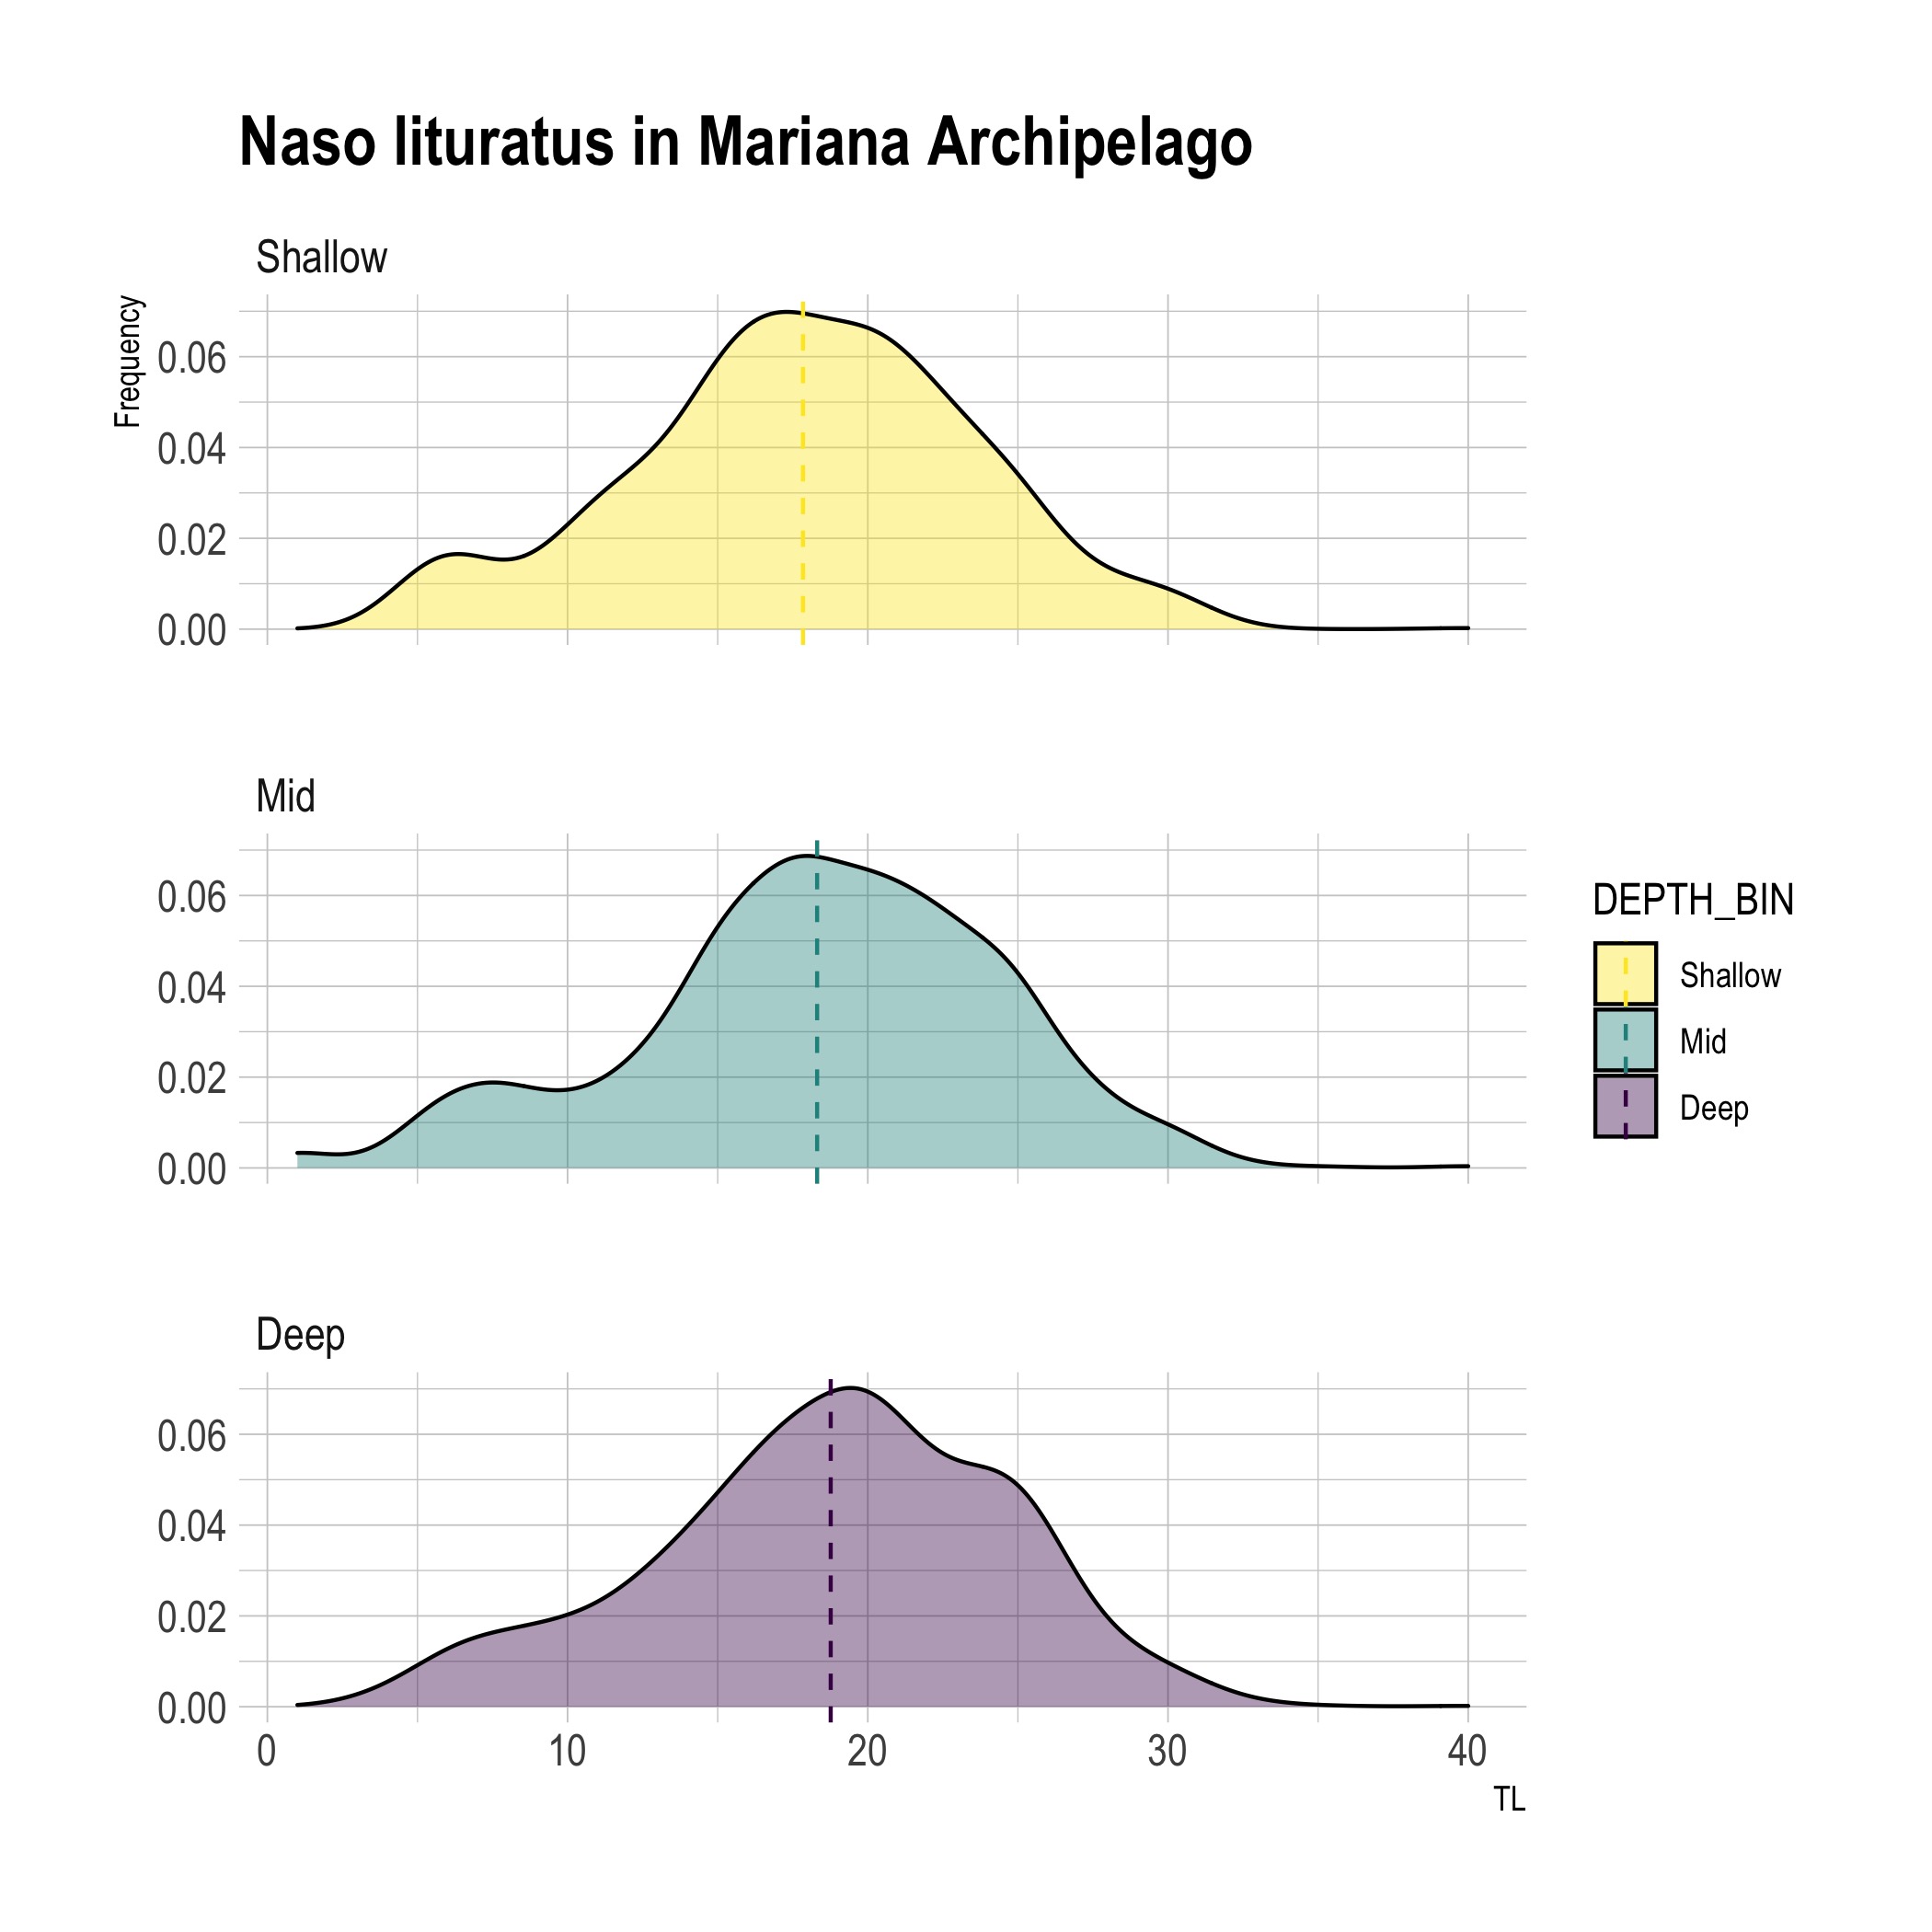 Naso lituratus in Mariana Archipelago
Shallow
Frequency
0.06
0.04
0.02
0.00
Mid
0.06
0.04
0.02
0.00
DEPTH_BIN
Shallow
Mid
Deep
Deep
0.06
0.04
0.02
0.00
0 10 20 30 40
TL